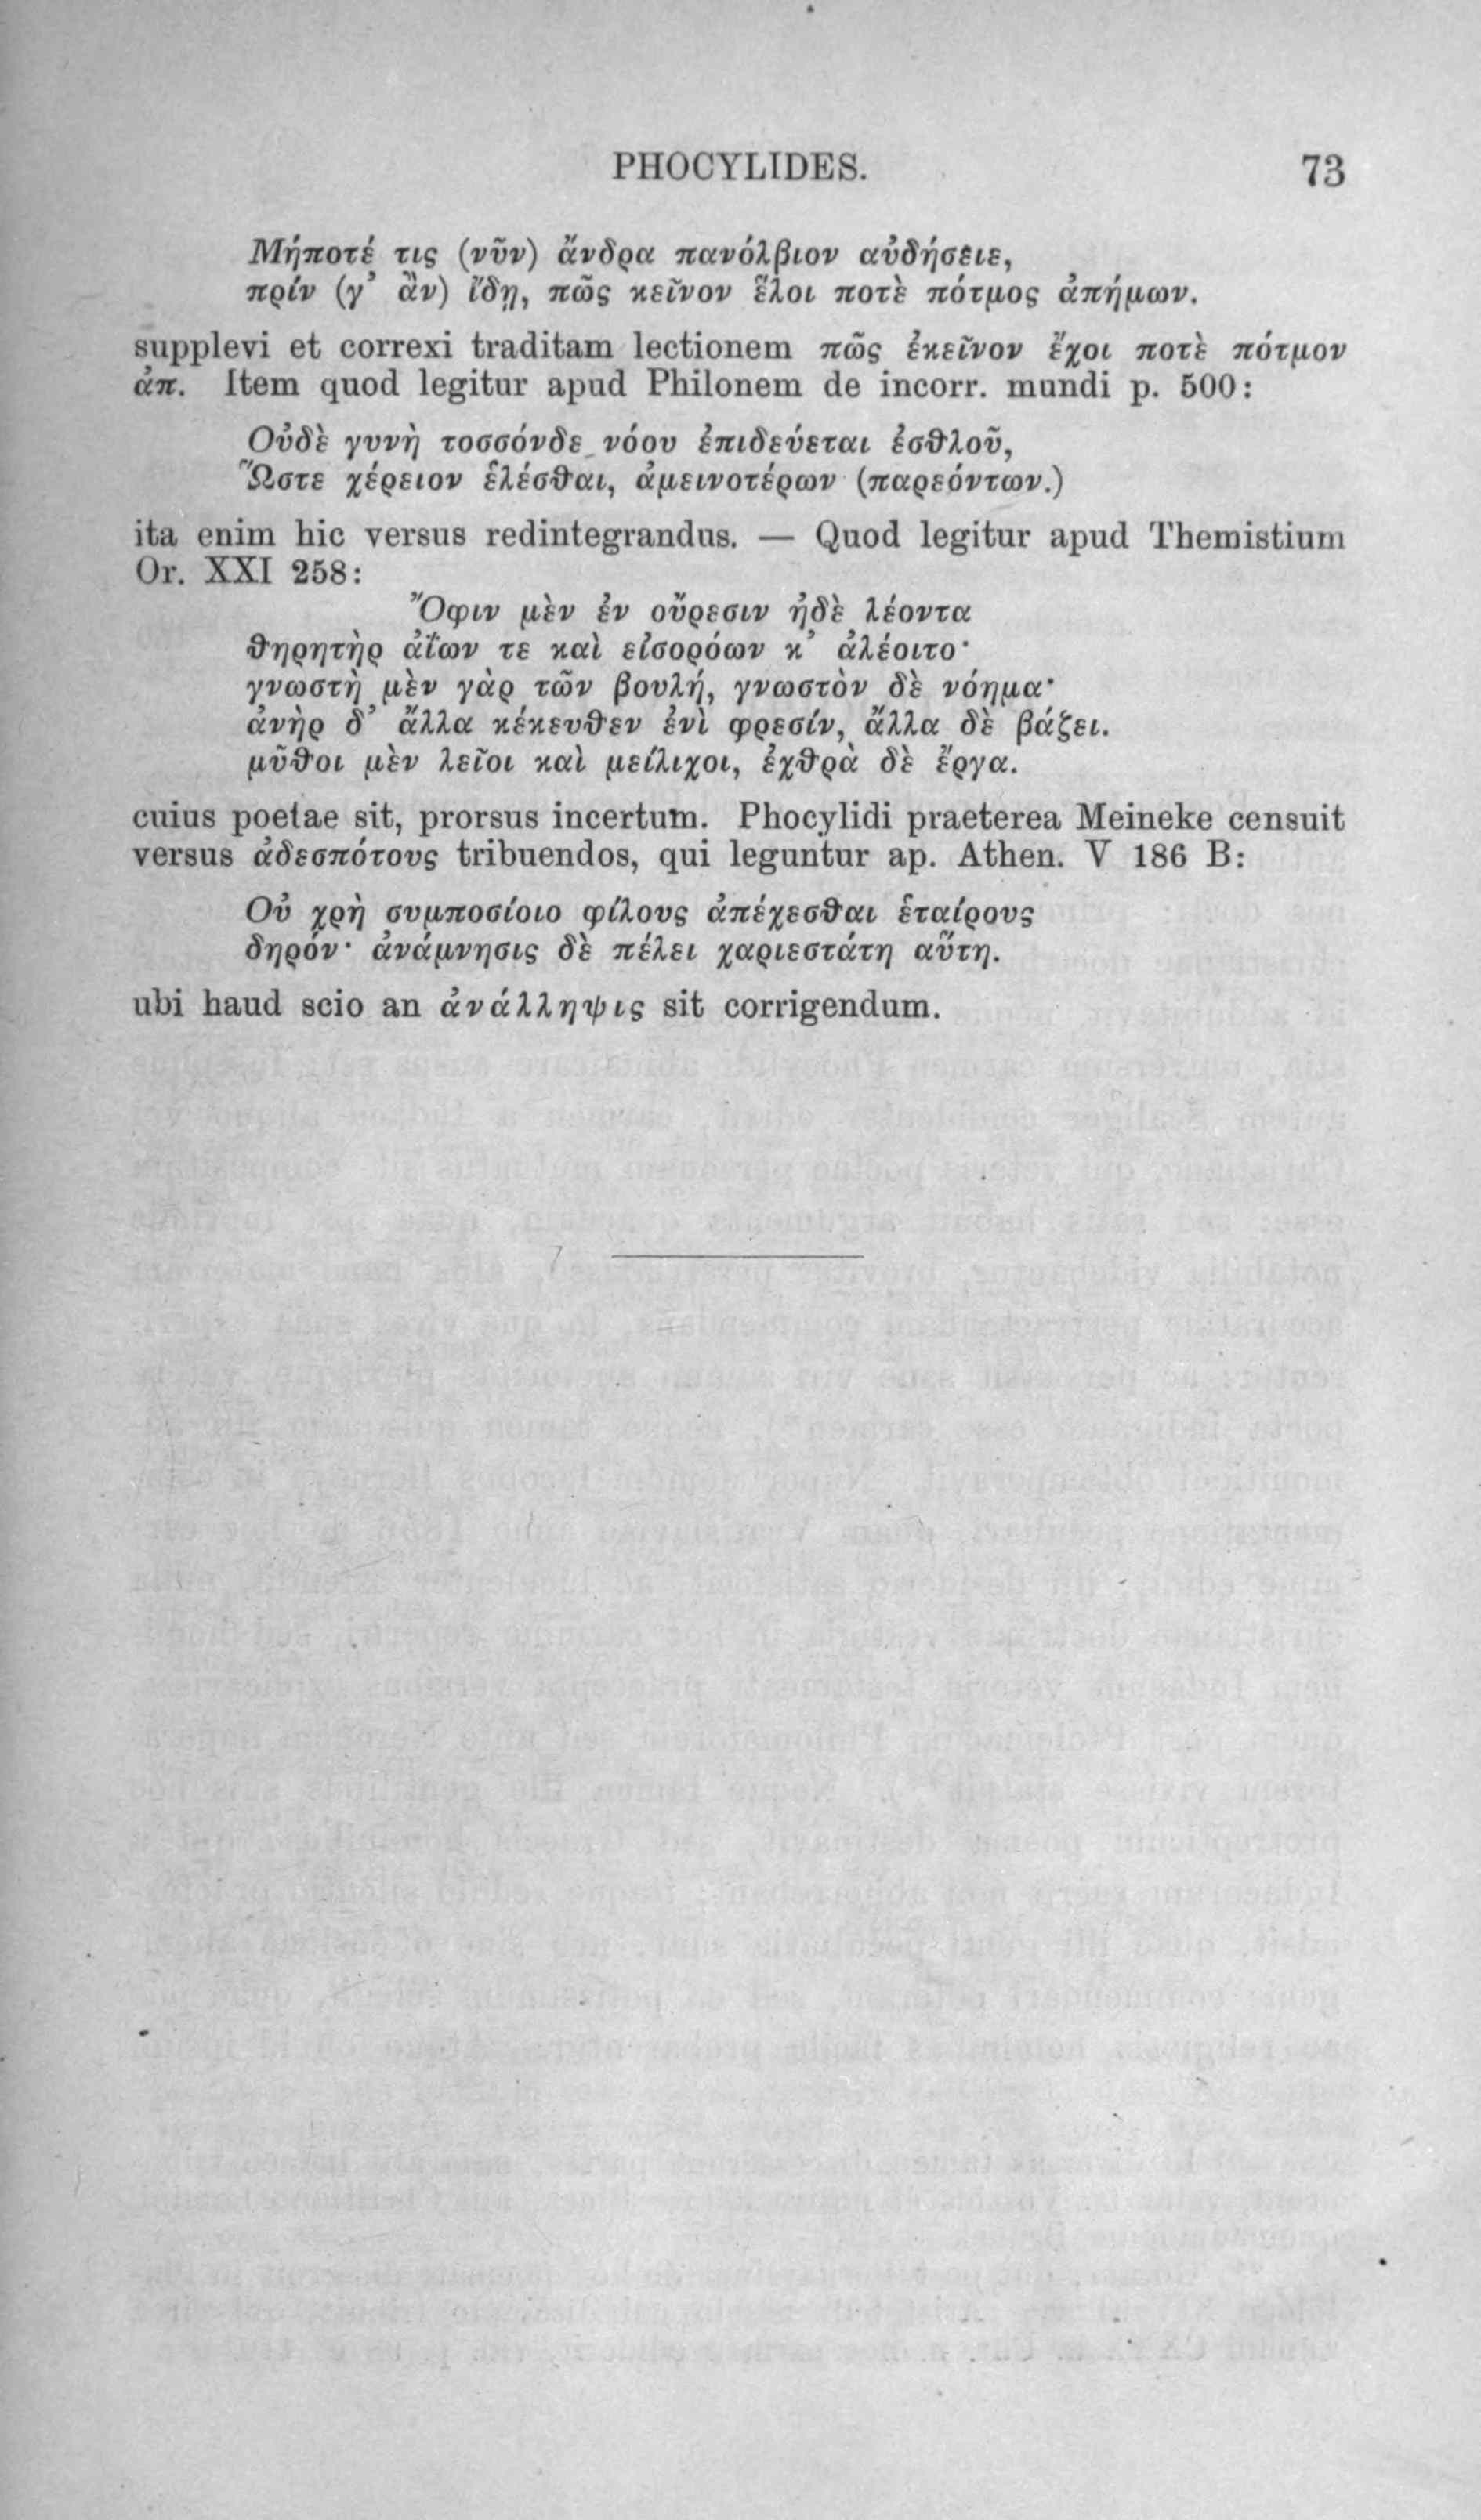 PHOCYLIDES. 73
Μήποτέ τις (νῦν) ἄνδρα πανόλβιον αὐδήσειε,
πρίν (γ’ ἂν) ἴδῃ, πῶς κεῖνον ἕλοι ποτὲ πότμος ἀπήμων.
supplevi et correxi traditam lectionem πῶς ἐκεῖνον ἔχοι ποτὲ πότμον
ἀπ. Item quod legitur apud Philonem de incorr. mundi p. 500:
Οὐδὲ γυνὴ τοσσόνδε νόου ἐπιδεύεται ἐσθλοῦ,
Ὥστε χέρειον ἑλέσθαι, ἀμεινοτέρων (παρεόντων.)
ita enim hic versus redintegrandus. — Quod legitur apud Themistium
Or. XXI 258:
Ὄφιν μὲν ἐν οὔρεσιν ἠδὲ λέοντα
θηρητὴρ ἀΐων τε καὶ εἰσορόων κ’ ἀλέοιτο·
γνωστὴ μὲν γὰρ τῶν βουλή, γνωστὸν δὲ νόημα·
ἀνὴρ δ’ ἄλλα κέκευθεν ἐνὶ φρεσίν, ἄλλα δὲ βάζει.
μῦθοι μὲν λεῖοι καὶ μείλιχοι, ἐχθρὰ δὲ ἔργα.
cuius poetae sit, prorsus incertum. Phocylidi praeterea Meineke censuit
versus ἀδεσπότους tribuendos, qui leguntur ap. Athen. V 186 B:
Οὐ χρὴ συμποσίοιο φίλους ἀπέχεσθαι ἑταίρους
δηρόν· ἀνάμνησις δὲ πέλει χαριεστάτη αὕτη.
ubi haud scio an ἀνάλληψις sit corrigendum.